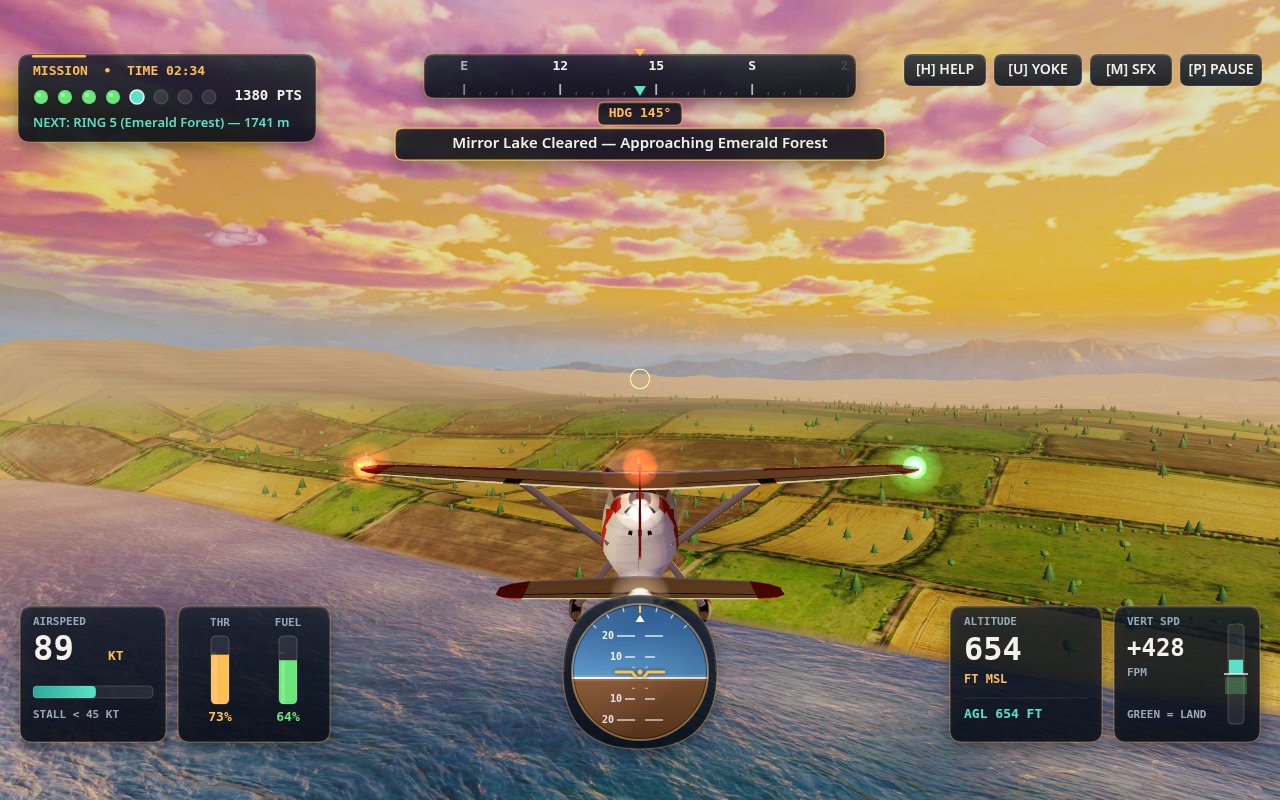 MISSION • TIME 02:34
1380 PTS
NEXT: RING 5 (Emerald Forest) — 1741 m
E 12 15 S 2
HDG 145°
Mirror Lake Cleared — Approaching Emerald Forest
[H] HELP
[U] YOKE
[M] SFX
[P] PAUSE
AIRSPEED
89 KT
STALL < 45 KT
THR FUEL
73% 64%
20
10
10
20
ALTITUDE
654
FT MSL
AGL 654 FT
VERT SPD
+428
FPM
GREEN = LAND